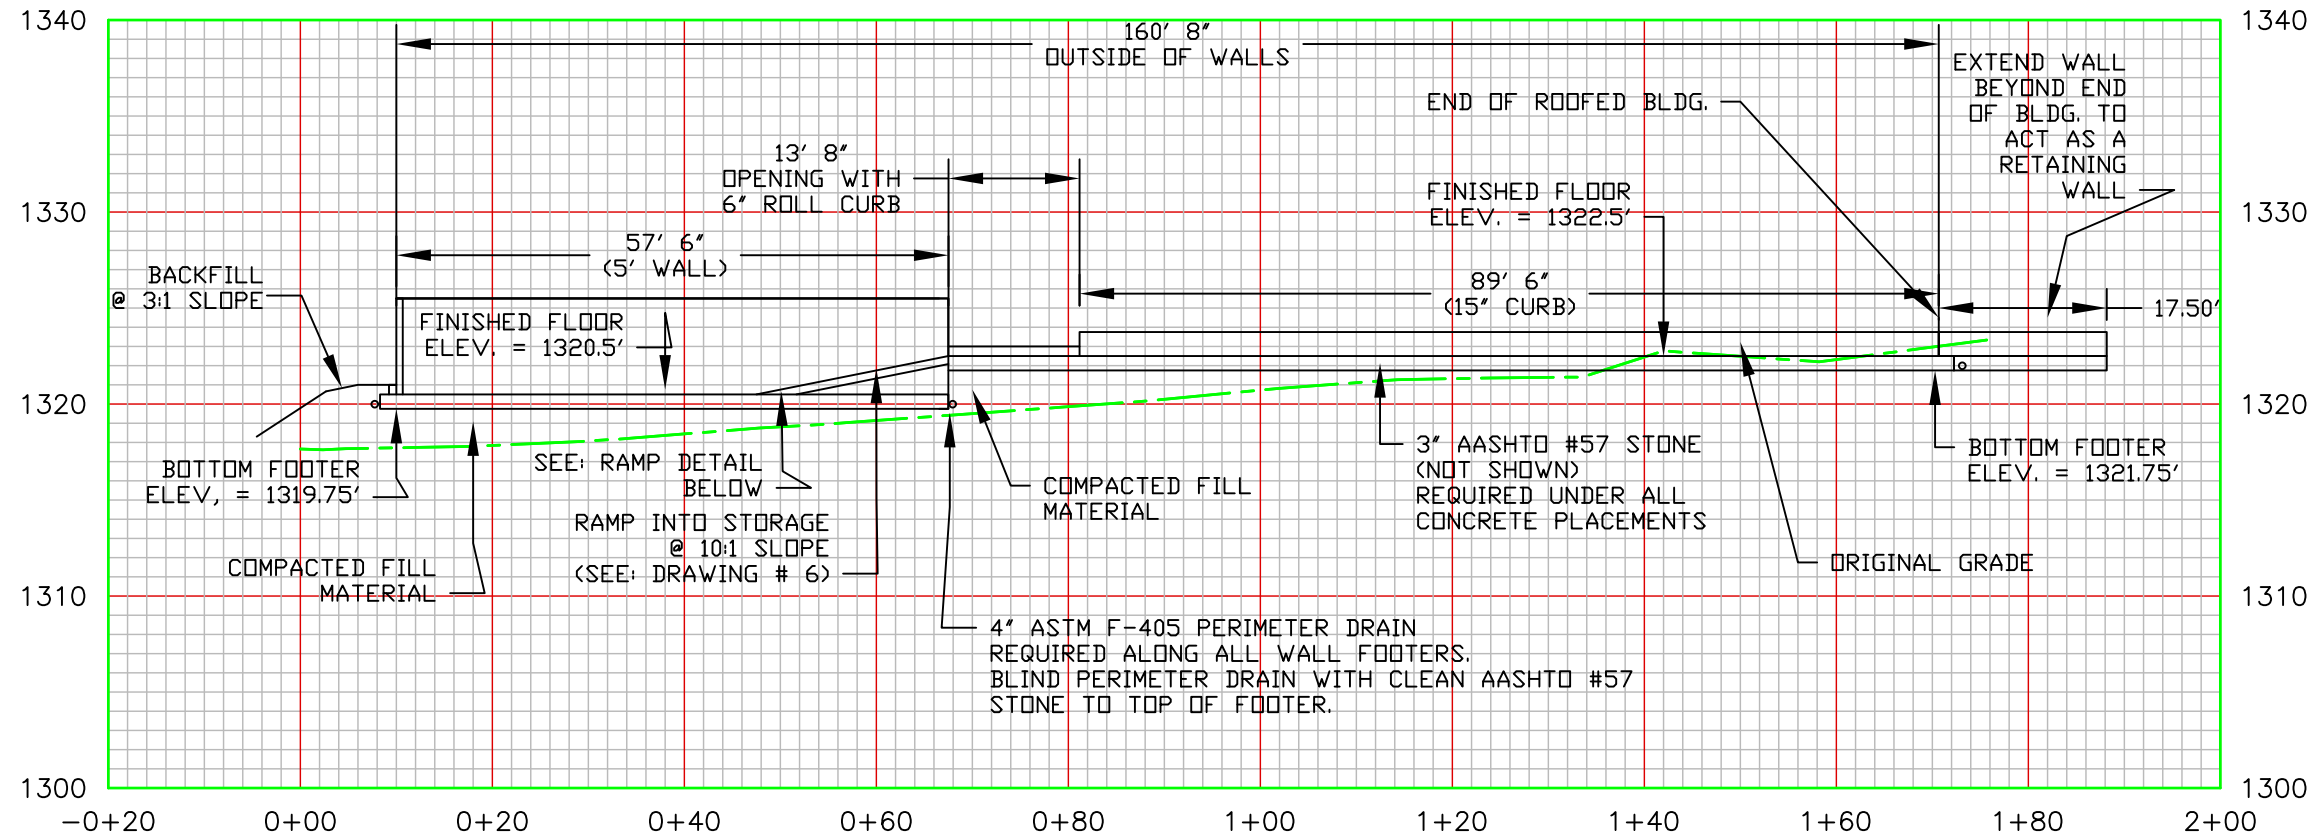 1340
1340
160' 8"
OUTSIDE OF WALLS
EXTEND WALL
BEYOND END
OF BLDG. TO
ACT AS A
RETAINING
WALL
END OF ROOFED BLDG.
13' 8"
OPENING WITH
6" ROLL CURB
FINISHED FLOOR
ELEV. = 1322.5'
1330
1330
57' 6"
(5' WALL)
BACKFILL
@ 3:1 SLOPE
89' 6"
(15" CURB)
17.50'
FINISHED FLOOR
ELEV. = 1320.5'
1320
1320
BOTTOM FOOTER
ELEV, = 1319.75'
SEE: RAMP DETAIL
BELOW
COMPACTED FILL
MATERIAL
3" AASHTO #57 STONE
(NOT SHOWN)
REQUIRED UNDER ALL
CONCRETE PLACEMENTS
BOTTOM FOOTER
ELEV. = 1321.75'
RAMP INTO STORAGE
@ 10:1 SLOPE
(SEE: DRAWING # 6)
COMPACTED FILL
MATERIAL
ORIGINAL GRADE
1310
1310
4" ASTM F-405 PERIMETER DRAIN
REQUIRED ALONG ALL WALL FOOTERS.
BLIND PERIMETER DRAIN WITH CLEAN AASHTO #57
STONE TO TOP OF FOOTER.
1300
1300
-0+20
0+00
0+20
0+40
0+60
0+80
1+00
1+20
1+40
1+60
1+80
2+00